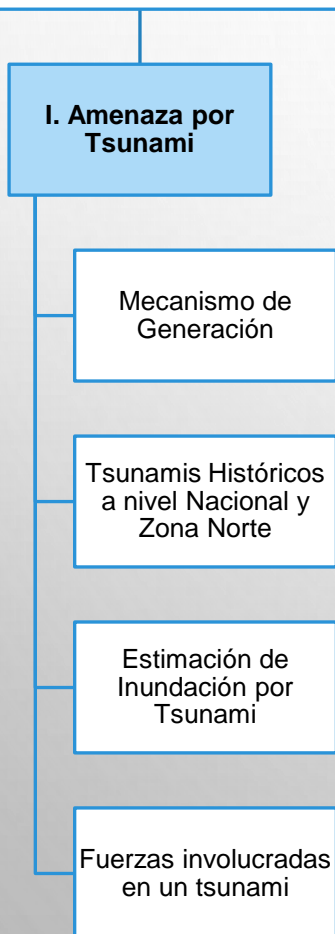 I. Amenaza por
Tsunami
Mecanismo de
Generación
Tsunamis Históricos
a nivel Nacional y
Zona Norte
Estimación de
Inundación por
Tsunami
Fuerzas involucradas
en un tsunami